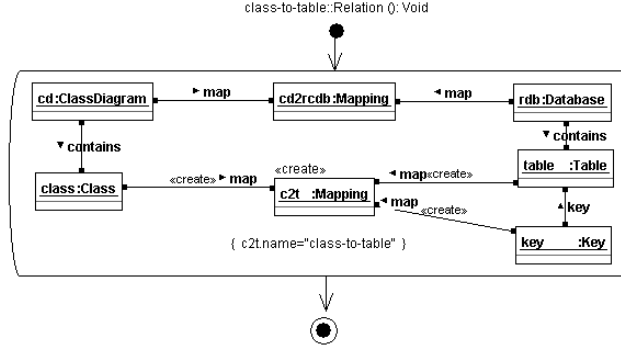 class-to-table::Relation (): Void
cd :ClassDiagram
▶ map
cd2rcdb :Mapping
◀ map
rdb :Database
▼ contains
▼ contains
class :Class
«create»
▶ map
«create»
c2t :Mapping
◀ map
«create»
table :Table
◀ map
«create»
▲ key
key :Key
{ c2t.name="class-to-table" }